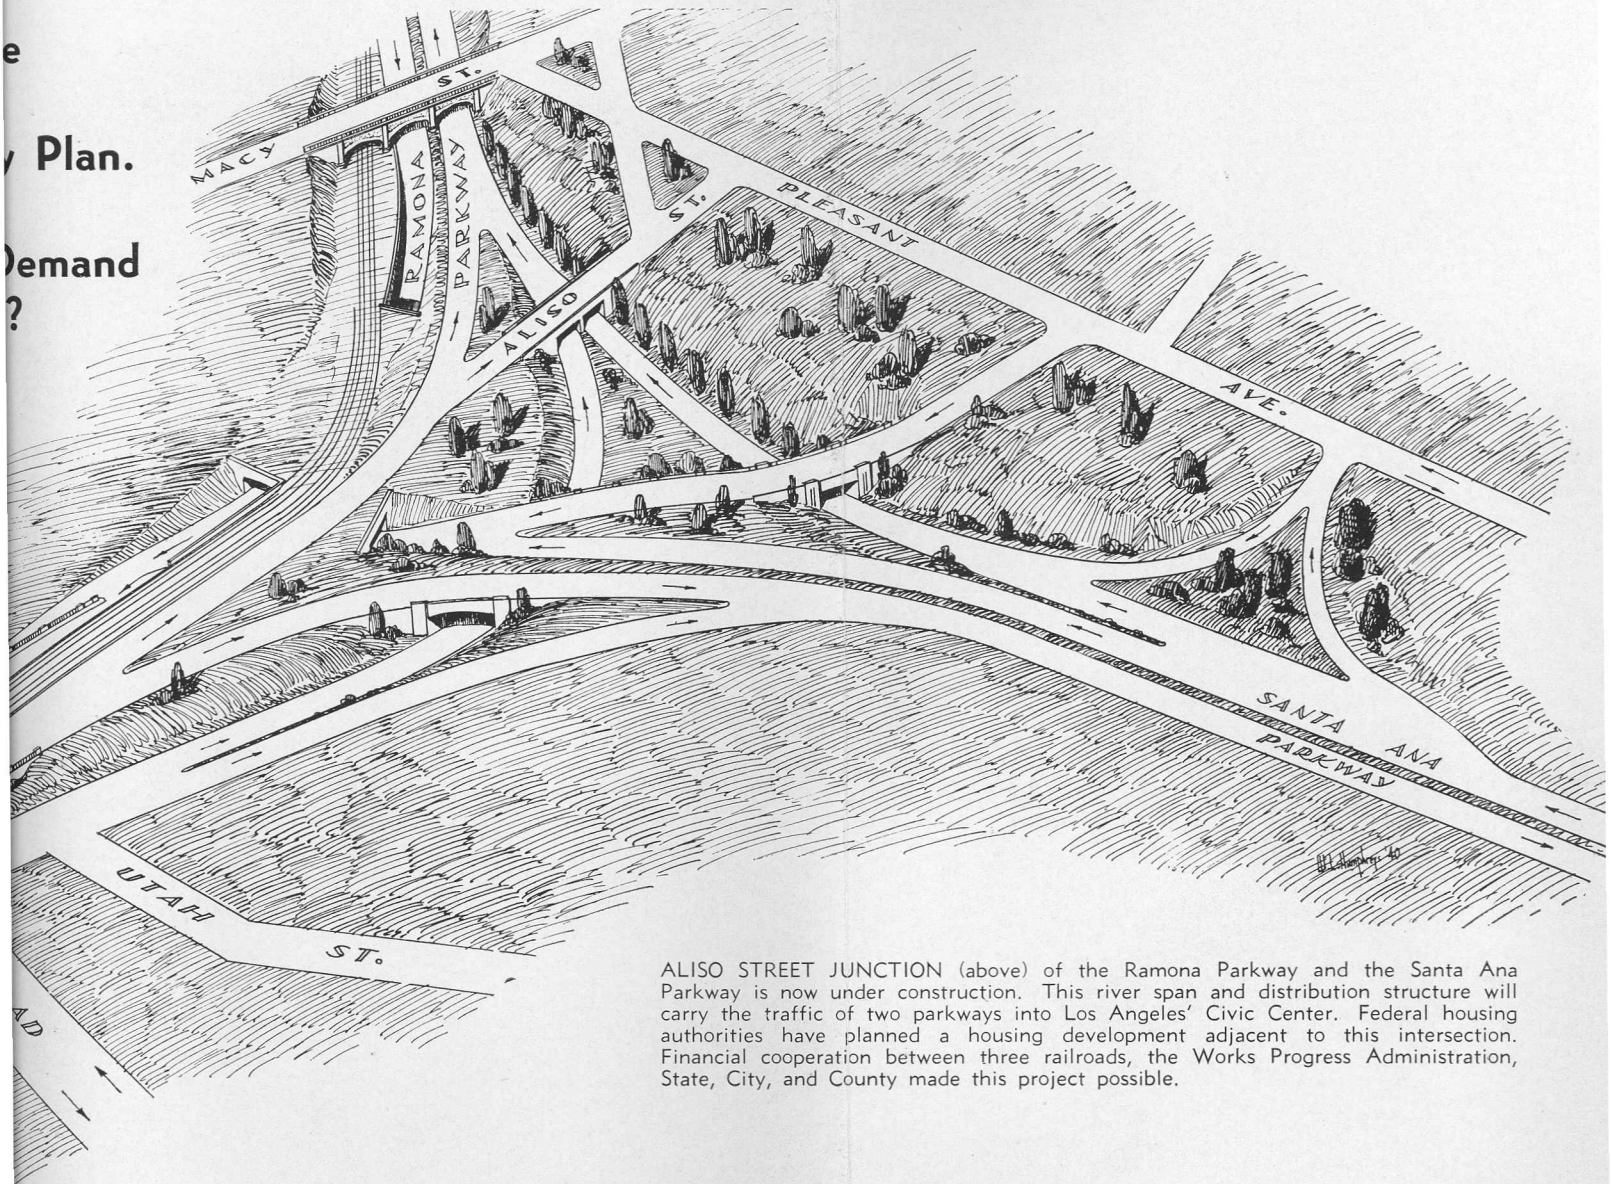 e
y Plan.
Demand
?
MACY ST.
RAMONA
PARKWAY
ALISO ST.
PLEASANT AVE.
SANTA ANA
PARKWAY
UTAH ST.
AD
W.L. Humphreys '40
ALISO STREET JUNCTION (above) of the Ramona Parkway and the Santa Ana
Parkway is now under construction. This river span and distribution structure will
carry the traffic of two parkways into Los Angeles' Civic Center. Federal housing
authorities have planned a housing development adjacent to this intersection.
Financial cooperation between three railroads, the Works Progress Administration,
State, City, and County made this project possible.